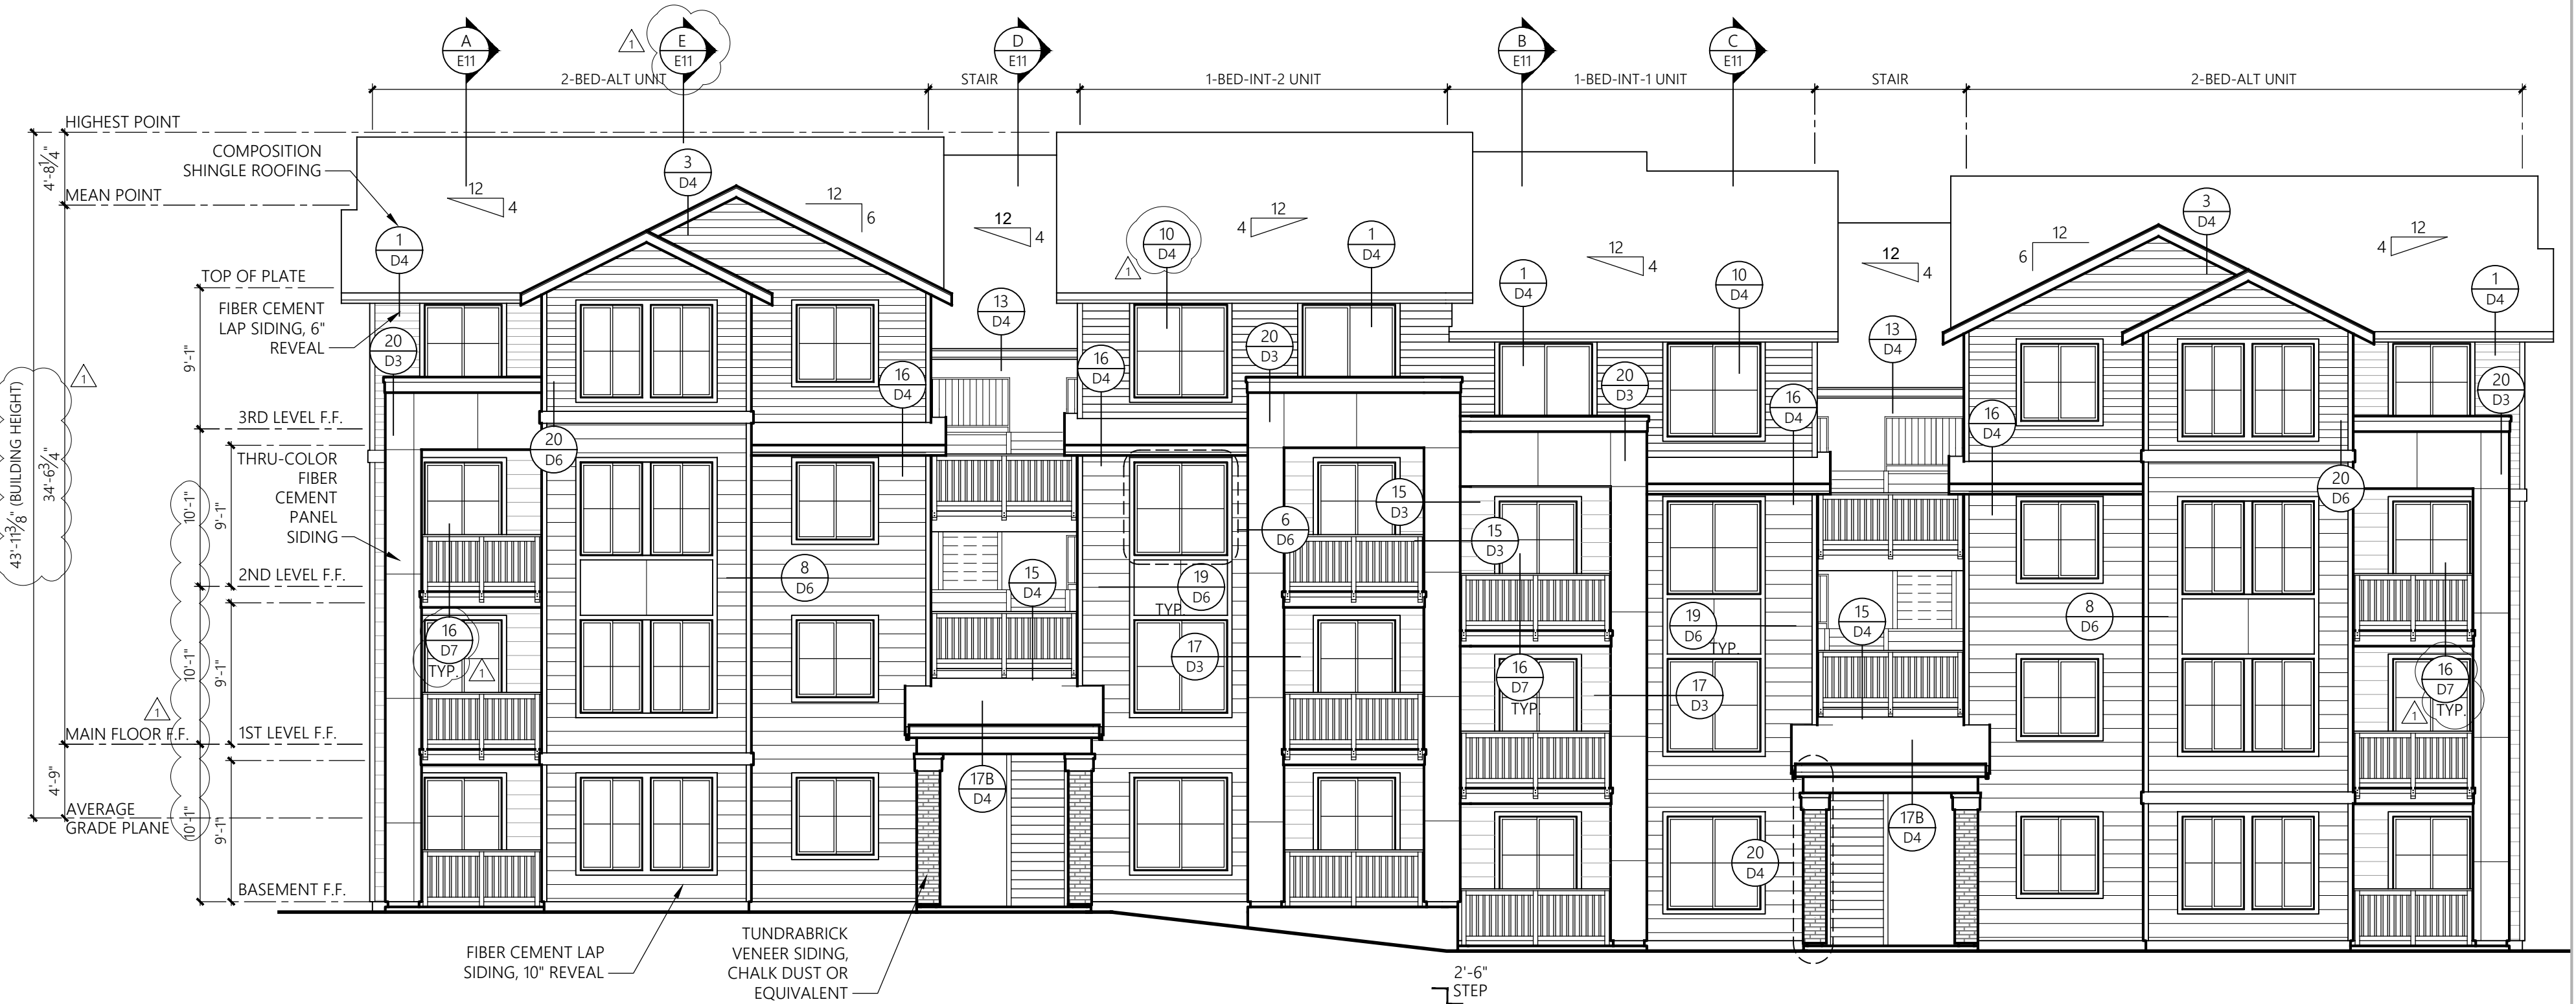 A
E11
1
E
E11
D
E11
B
E11
C
E11
2-BED-ALT UNIT
STAIR
1-BED-INT-2 UNIT
1-BED-INT-1 UNIT
STAIR
2-BED-ALT UNIT
HIGHEST POINT
COMPOSITION
SHINGLE ROOFING
4'-8 1/4"
MEAN POINT
3
D4
12
4
12
6
12
4
10
D4
1
12
4
1
D4
12
4
12
4
12
6
3
D4
12
4
1
D4
TOP OF PLATE
FIBER CEMENT
LAP SIDING, 6"
REVEAL
20
D3
9'-1"
13
D4
16
D4
16
D4
20
D3
1
D4
20
D3
10
D4
16
D4
13
D4
16
D4
1
D4
20
D3
1
43'-11 3/8" (BUILDING HEIGHT)
34'-6 3/4"
3RD LEVEL F.F.
THRU-COLOR
FIBER
CEMENT
PANEL
SIDING
20
D6
10'-1"
9'-1"
15
D3
6
D6
15
D3
20
D6
2ND LEVEL F.F.
8
D6
15
D4
19
D6
TYP.
19
D6
TYP.
15
D4
8
D6
16
D7
TYP.
1
10'-1"
9'-1"
17
D3
16
D7
TYP.
17
D3
16
D7
TYP.
1
1
MAIN FLOOR F.F.
1ST LEVEL F.F.
4'-9"
17B
D4
17B
D4
AVERAGE
GRADE PLANE
10'-1"
9'-1"
20
D4
BASEMENT F.F.
FIBER CEMENT LAP
SIDING, 10" REVEAL
TUNDRABRICK
VENEER SIDING,
CHALK DUST OR
EQUIVALENT
2'-6"
STEP